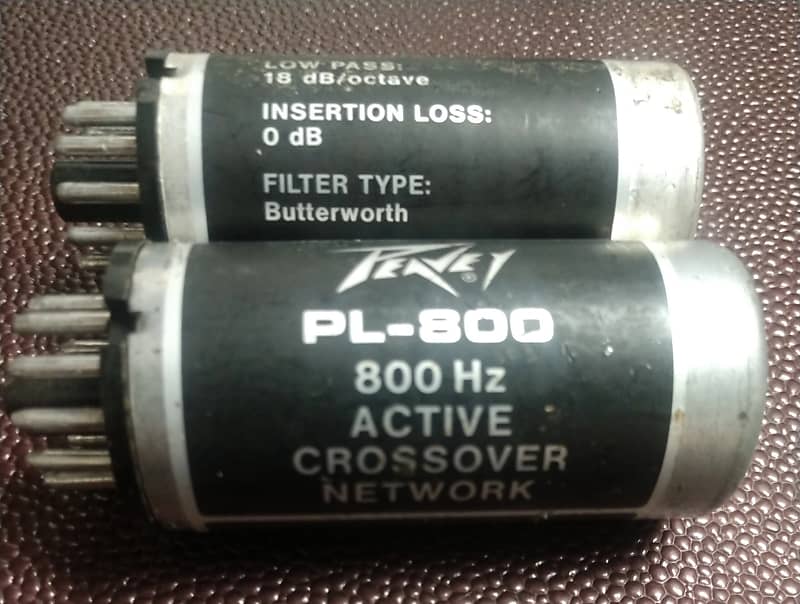 LOW PASS:
18 dB/octave
INSERTION LOSS:
0 dB
FILTER TYPE:
Butterworth
PEAVEY®
PL-800
800 Hz
ACTIVE
CROSSOVER
NETWORK